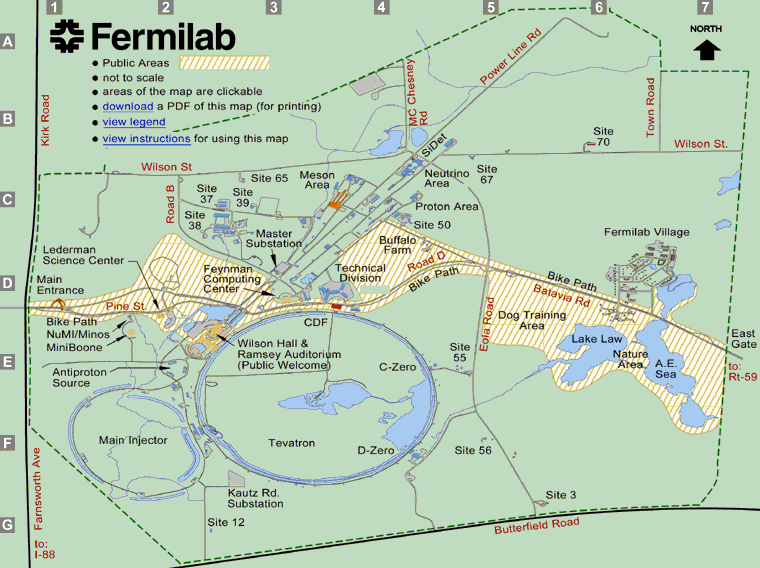 1 2 3 4 5 6 7
A
B
C
D
E
F
G
Fermilab
NORTH
• Public Areas
• not to scale
• areas of the map are clickable
• download a PDF of this map (for printing)
• view legend
• view instructions for using this map
Kirk Road
Power Line Rd
MC Chesney
Rd
Town Road
SiDet
Site
70
Wilson St.
Wilson St
Road B
Site 65
Meson
Area
Neutrino
Area
Site
67
Site
37
Site
39
Site
38
Proton Area
Site 50
Master
Substation
Buffalo
Farm
Fermilab Village
Lederman
Science Center
Feynman
Computing
Center
Technical
Division
Road D
Bike Path
Bike Path
Batavia Rd
Main
Entrance
Pine St
Bike Path
NuMI/Minos
MiniBoone
CDF
Eola Road
Dog Training
Area
Lake Law
Nature
Area
A.E.
Sea
East
Gate
to:
Rt-59
Wilson Hall &
Ramsey Auditorium
(Public Welcome)
Antiproton
Source
C-Zero
Site
55
Main Injector
Tevatron
D-Zero
Site 56
Farnsworth Ave
Kautz Rd.
Substation
Site 3
Site 12
Butterfield Road
to:
I-88